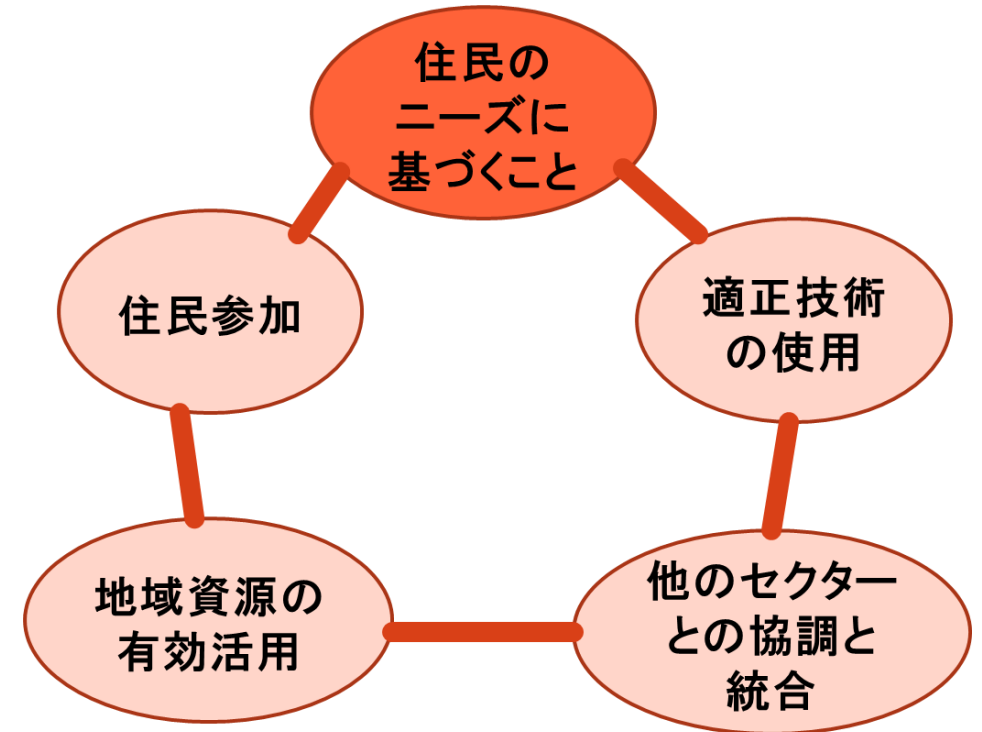 住民の
ニーズに
基づくこと
住民参加
適正技術
の使用
地域資源の
有効活用
他のセクター
との協調と
統合